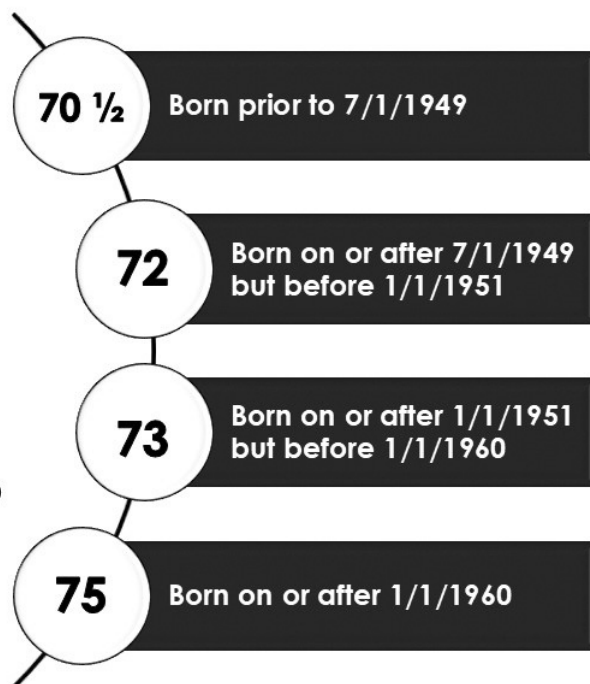 70 ½
Born prior to 7/1/1949
72
Born on or after 7/1/1949
but before 1/1/1951
73
Born on or after 1/1/1951
but before 1/1/1960
75
Born on or after 1/1/1960